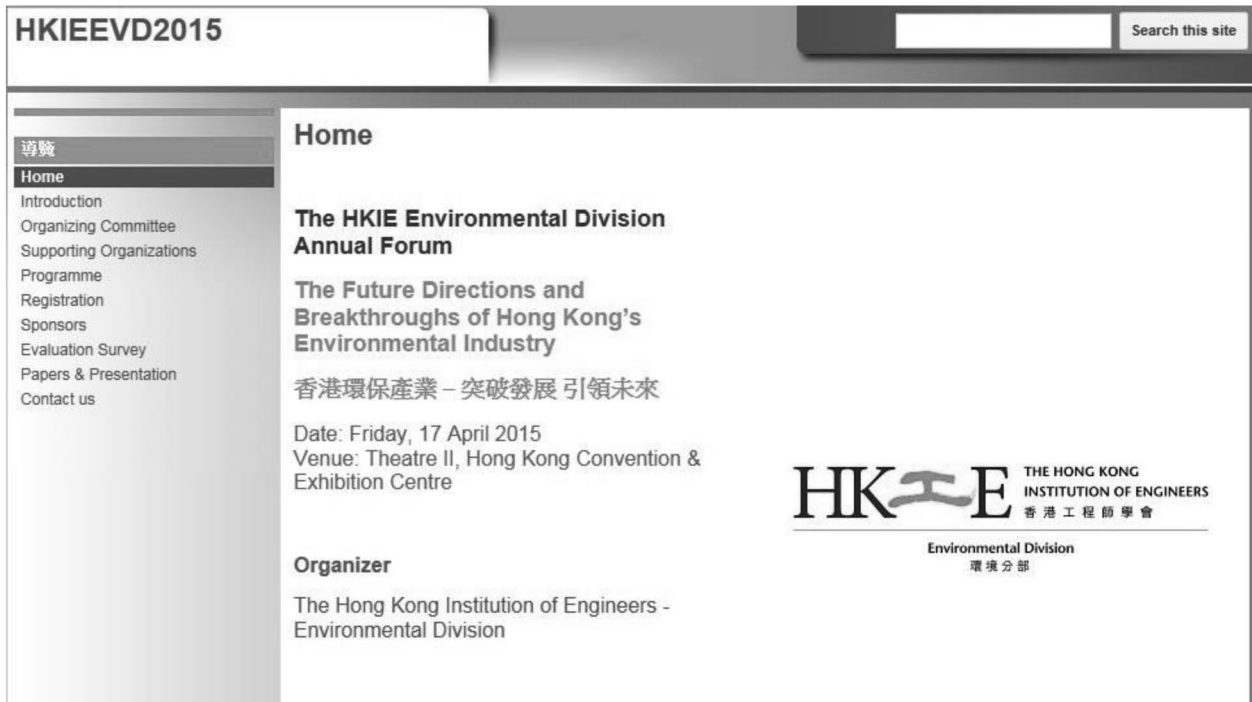 HKIEEVD2015
Search this site
導覽
Home
Introduction
Organizing Committee
Supporting Organizations
Programme
Registration
Sponsors
Evaluation Survey
Papers & Presentation
Contact us
Home
The HKIE Environmental Division
Annual Forum
The Future Directions and
Breakthroughs of Hong Kong's
Environmental Industry
香港環保產業 – 突破發展 引領未來
Date: Friday, 17 April 2015
Venue: Theatre II, Hong Kong Convention &
Exhibition Centre
Organizer
The Hong Kong Institution of Engineers -
Environmental Division
HK工E
THE HONG KONG
INSTITUTION OF ENGINEERS
香港工程師學會
Environmental Division
環境分部